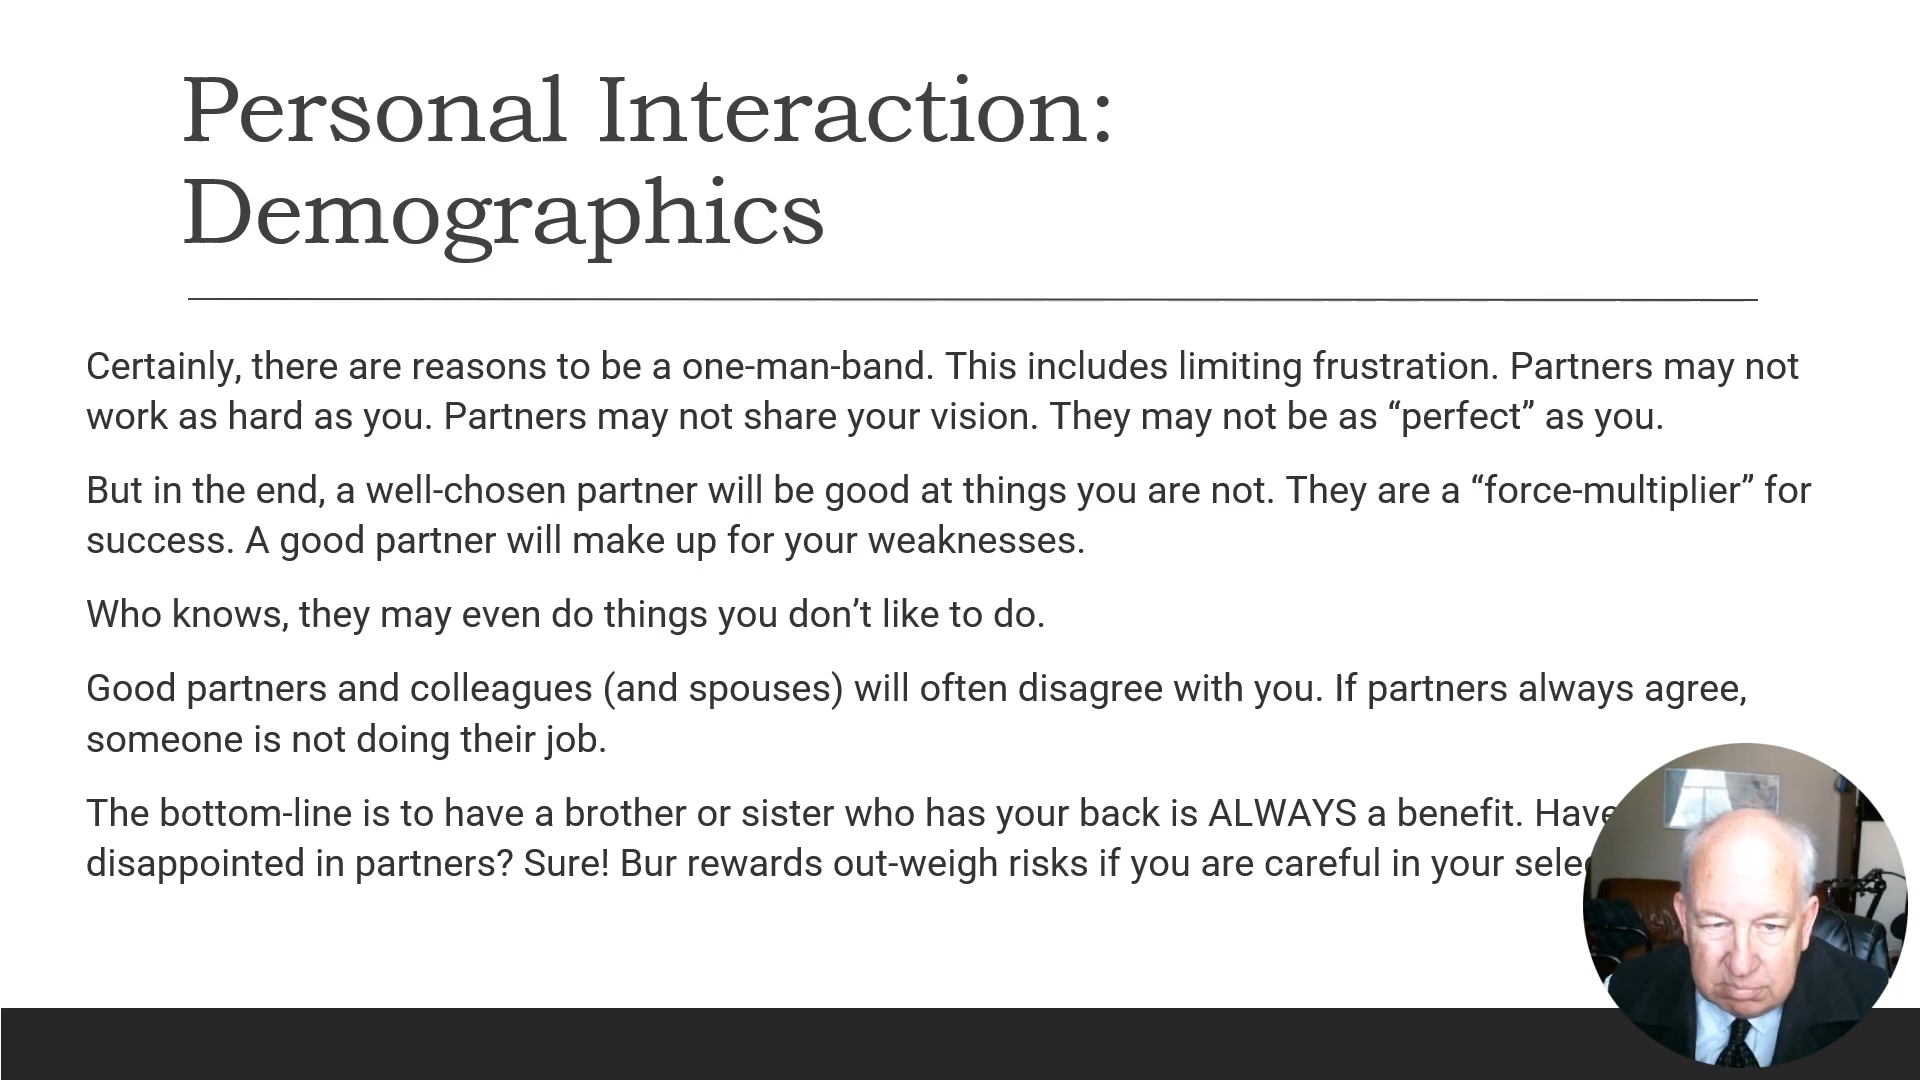 Personal Interaction:
Demographics
Certainly, there are reasons to be a one-man-band. This includes limiting frustration. Partners may not
work as hard as you. Partners may not share your vision. They may not be as “perfect” as you.
But in the end, a well-chosen partner will be good at things you are not. They are a “force-multiplier” for
success. A good partner will make up for your weaknesses.
Who knows, they may even do things you don’t like to do.
Good partners and colleagues (and spouses) will often disagree with you. If partners always agree,
someone is not doing their job.
The bottom-line is to have a brother or sister who has your back is ALWAYS a benefit. Have
disappointed in partners? Sure! Bur rewards out-weigh risks if you are careful in your